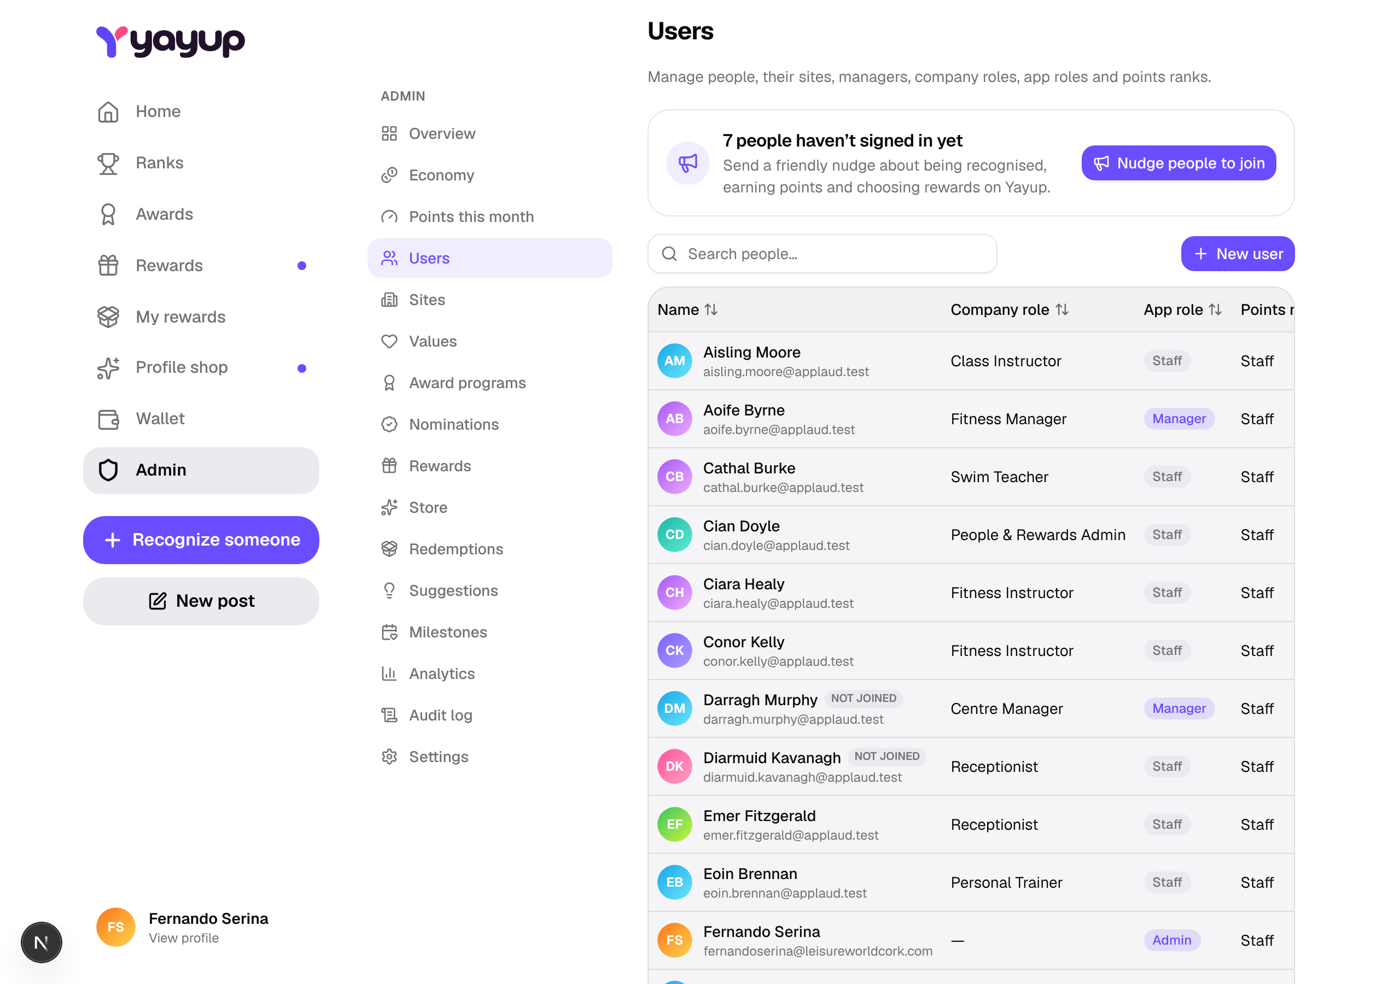 yayup
Home
Ranks
Awards
Rewards
My rewards
Profile shop
Wallet
Admin
Recognize someone
New post
FS
Fernando Serina
View profile
N
ADMIN
Overview
Economy
Points this month
Users
Sites
Values
Award programs
Nominations
Rewards
Store
Redemptions
Suggestions
Milestones
Analytics
Audit log
Settings
Users
Manage people, their sites, managers, company roles, app roles and points ranks.
7 people haven’t signed in yet
Send a friendly nudge about being recognised,
earning points and choosing rewards on Yayup.
Nudge people to join
Search people...
New user
Name Company role App role Points
AM Aisling Moore Class Instructor Staff Staff
aisling.moore@applaud.test
AB Aoife Byrne Fitness Manager Manager Staff
aoife.byrne@applaud.test
CB Cathal Burke Swim Teacher Staff Staff
cathal.burke@applaud.test
CD Cian Doyle People & Rewards Admin Staff Staff
cian.doyle@applaud.test
CH Ciara Healy Fitness Instructor Staff Staff
ciara.healy@applaud.test
CK Conor Kelly Fitness Instructor Staff Staff
conor.kelly@applaud.test
DM Darragh Murphy NOT JOINED Centre Manager Manager Staff
darragh.murphy@applaud.test
DK Diarmuid Kavanagh NOT JOINED Receptionist Staff Staff
diarmuid.kavanagh@applaud.test
EF Emer Fitzgerald Receptionist Staff Staff
emer.fitzgerald@applaud.test
EB Eoin Brennan Personal Trainer Staff Staff
eoin.brennan@applaud.test
FS Fernando Serina — Admin Staff
fernandoserina@leisureworldcork.com